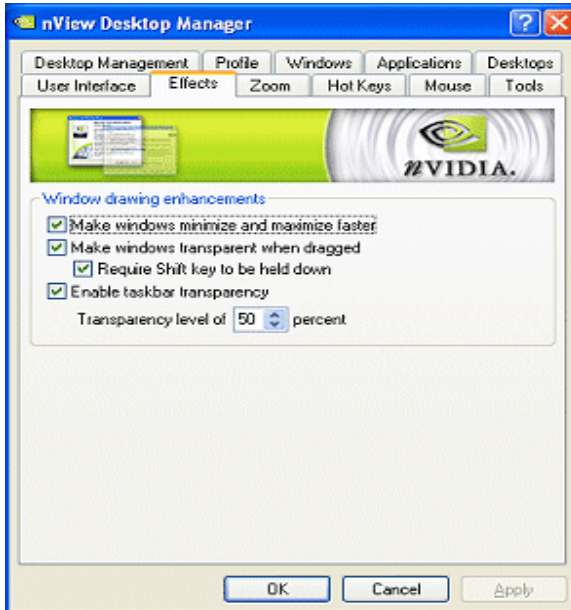 nView Desktop Manager
Desktop Management Profile Windows Applications Desktops
User Interface Effects Zoom Hot Keys Mouse Tools
nVIDIA.
Window drawing enhancements
Make windows minimize and maximize faster
Make windows transparent when dragged
Require Shift key to be held down
Enable taskbar transparency
Transparency level of 50 percent
OK Cancel Apply